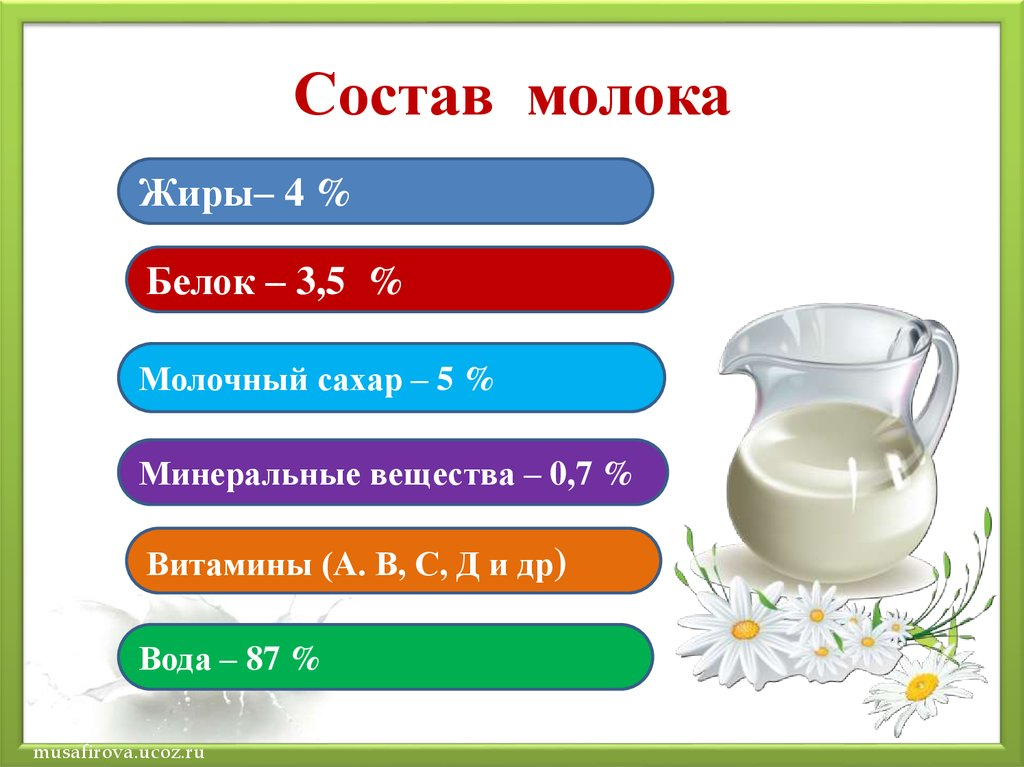 Состав молока
Жиры– 4 %
Белок – 3,5 %
Молочный сахар – 5 %
Минеральные вещества – 0,7 %
Витамины (А. В, С, Д и др)
Вода – 87 %
musafirova.ucoz.ru